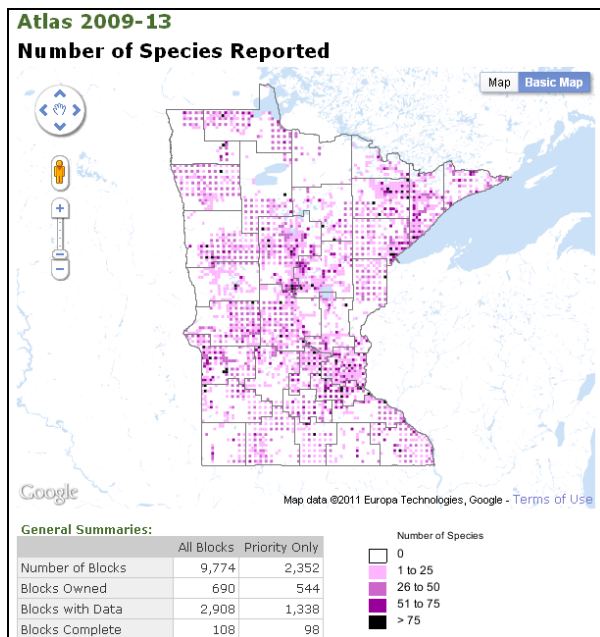 Atlas 2009-13
Number of Species Reported
Map Basic Map
Google
Map data ©2011 Europa Technologies, Google - Terms of Use
General Summaries:
All Blocks Priority Only
Number of Blocks 9,774 2,352
Blocks Owned 690 544
Blocks with Data 2,908 1,338
Blocks Complete 108 98
Number of Species
0
1 to 25
26 to 50
51 to 75
> 75